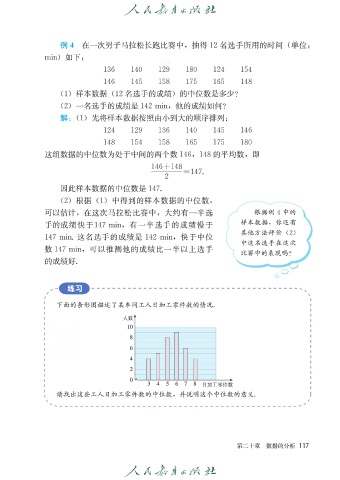 人民教育出版社
例 4 在一次男子马拉松长跑比赛中，抽得 12 名选手所用的时间（单位：
min）如下：
136 140 129 180 124 154
146 145 158 175 165 148
（1）样本数据（12 名选手的成绩）的中位数是多少？
（2）一名选手的成绩是 142 min，他的成绩如何？
解：（1）先将样本数据按照由小到大的顺序排列：
124 129 136 140 145 146
148 154 158 165 175 180
这组数据的中位数为处于中间的两个数 146，148 的平均数，即
146+148
2
=147.
因此样本数据的中位数是 147.
（2）根据（1）中得到的样本数据的中位数，
可以估计，在这次马拉松比赛中，大约有一半选
手的成绩快于 147 min，有一半选手的成绩慢于
147 min. 这名选手的成绩是 142 min，快于中位
数 147 min，可以推测他的成绩比一半以上选手
的成绩好.
根据例 4 中的
样本数据，你还有
其他方法评价（2）
中这名选手在这次
比赛中的表现吗？
练习
下面的条形图描述了某车间工人日加工零件数的情况.
人数
10
8
6
4
2
0
3 4 5 6 7 8 日加工零件数
请找出这些工人日加工零件数的中位数，并说明这个中位数的意义.
第二十章 数据的分析 117
人民教育出版社